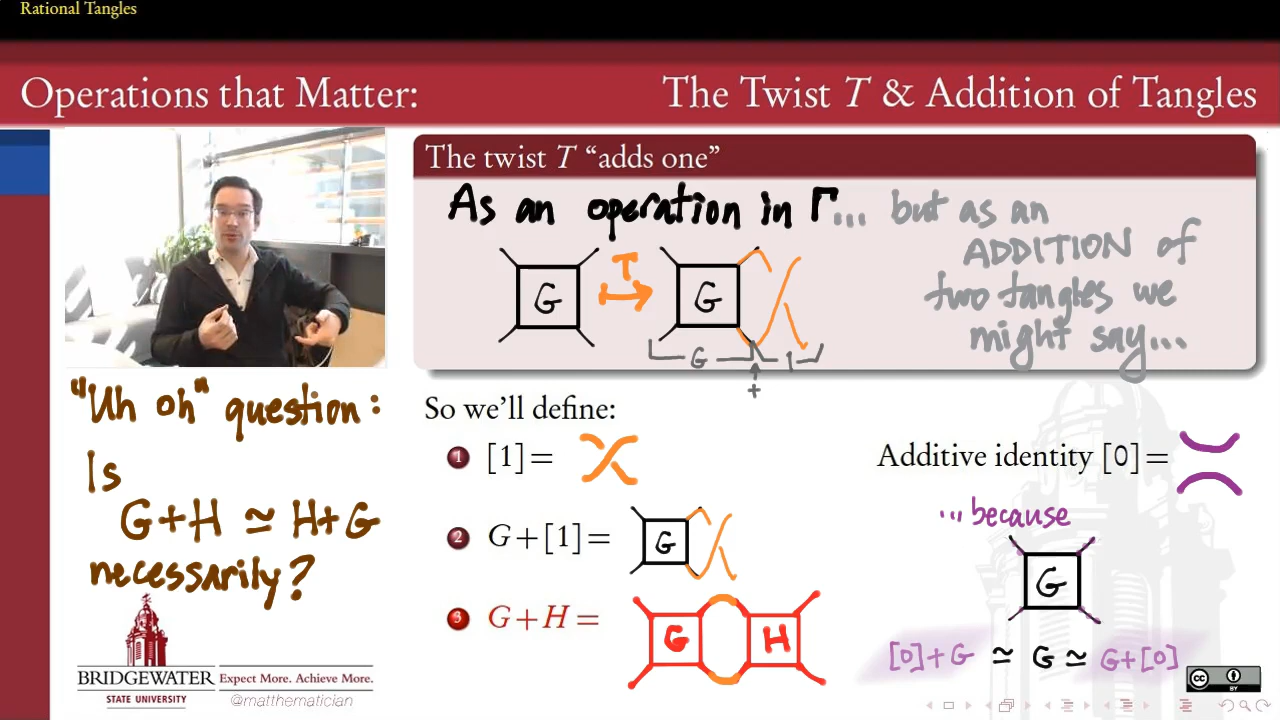 Rational Tangles
Operations that Matter:
The Twist T & Addition of Tangles
The twist T “adds one”
As an operation in Γ... but as an
ADDITION of
two tangles we
might say...
G
T
G
G
1
+
"Uh oh" question:
Is
G+H ≃ H+G
necessarily?
So we’ll define:
1 [1] =
2 G + [1] =
G
3 G + H =
G
H
Additive identity [0] =
... because
G
[0]+G ≃ G ≃ G+[0]
BRIDGEWATER
STATE UNIVERSITY
Expect More. Achieve More.
@matthematician
cc
BY